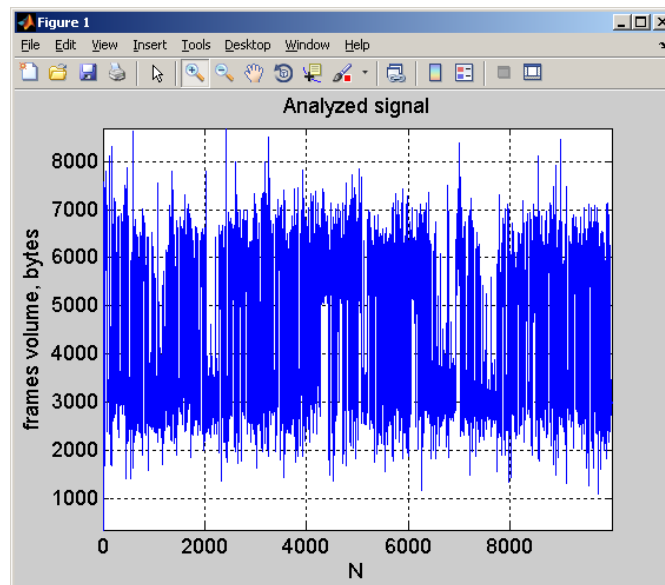 Figure 1
File Edit View Insert Tools Desktop Window Help
Analyzed signal
8000
7000
6000
5000
4000
3000
2000
1000
frames volume, bytes
0 2000 4000 6000 8000
N